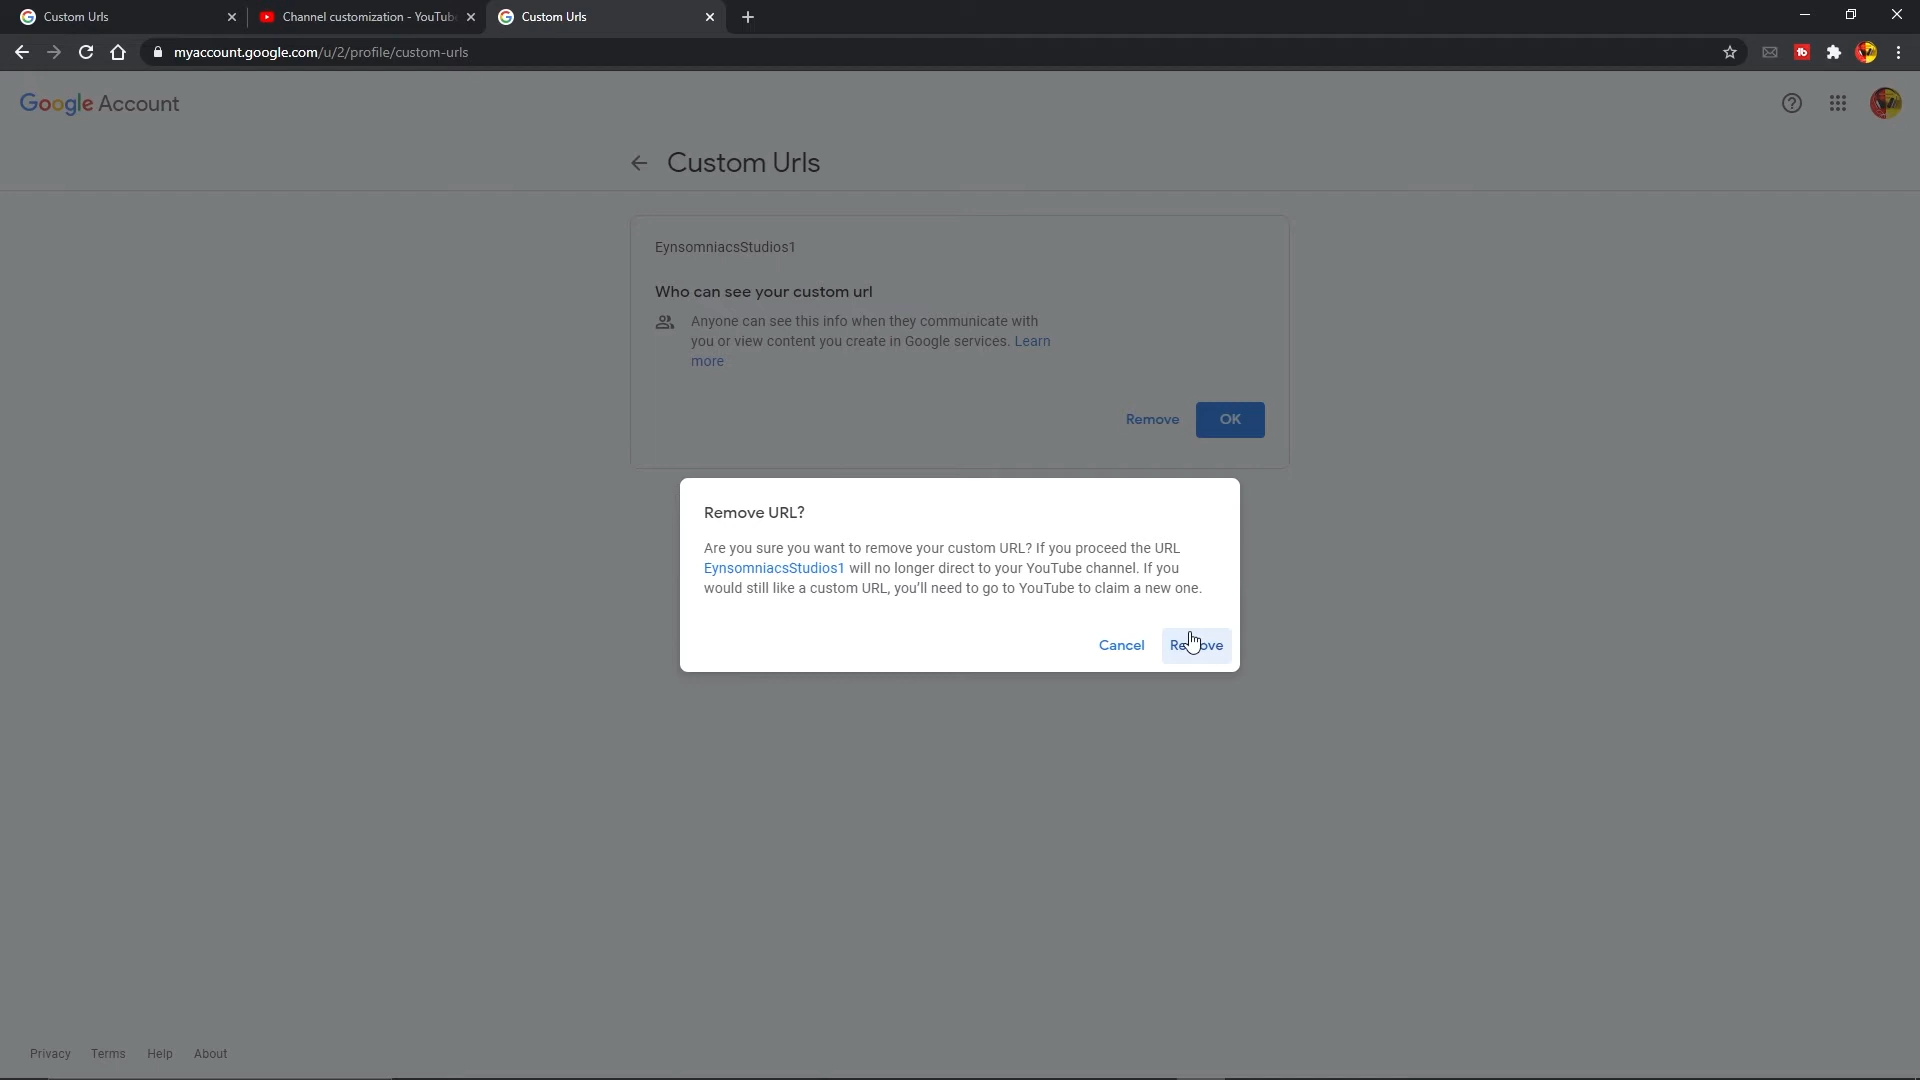 Custom Urls
Channel customization - YouTub
Custom Urls
myaccount.google.com/u/2/profile/custom-urls
Google Account
Custom Urls
EynsomniacsStudios1
Who can see your custom url
Anyone can see this info when they communicate with
you or view content you create in Google services. Learn
more
Remove
OK
Remove URL?
Are you sure you want to remove your custom URL? If you proceed the URL
EynsomniacsStudios1 will no longer direct to your YouTube channel. If you
would still like a custom URL, you'll need to go to YouTube to claim a new one.
Cancel
Remove
Privacy
Terms
Help
About